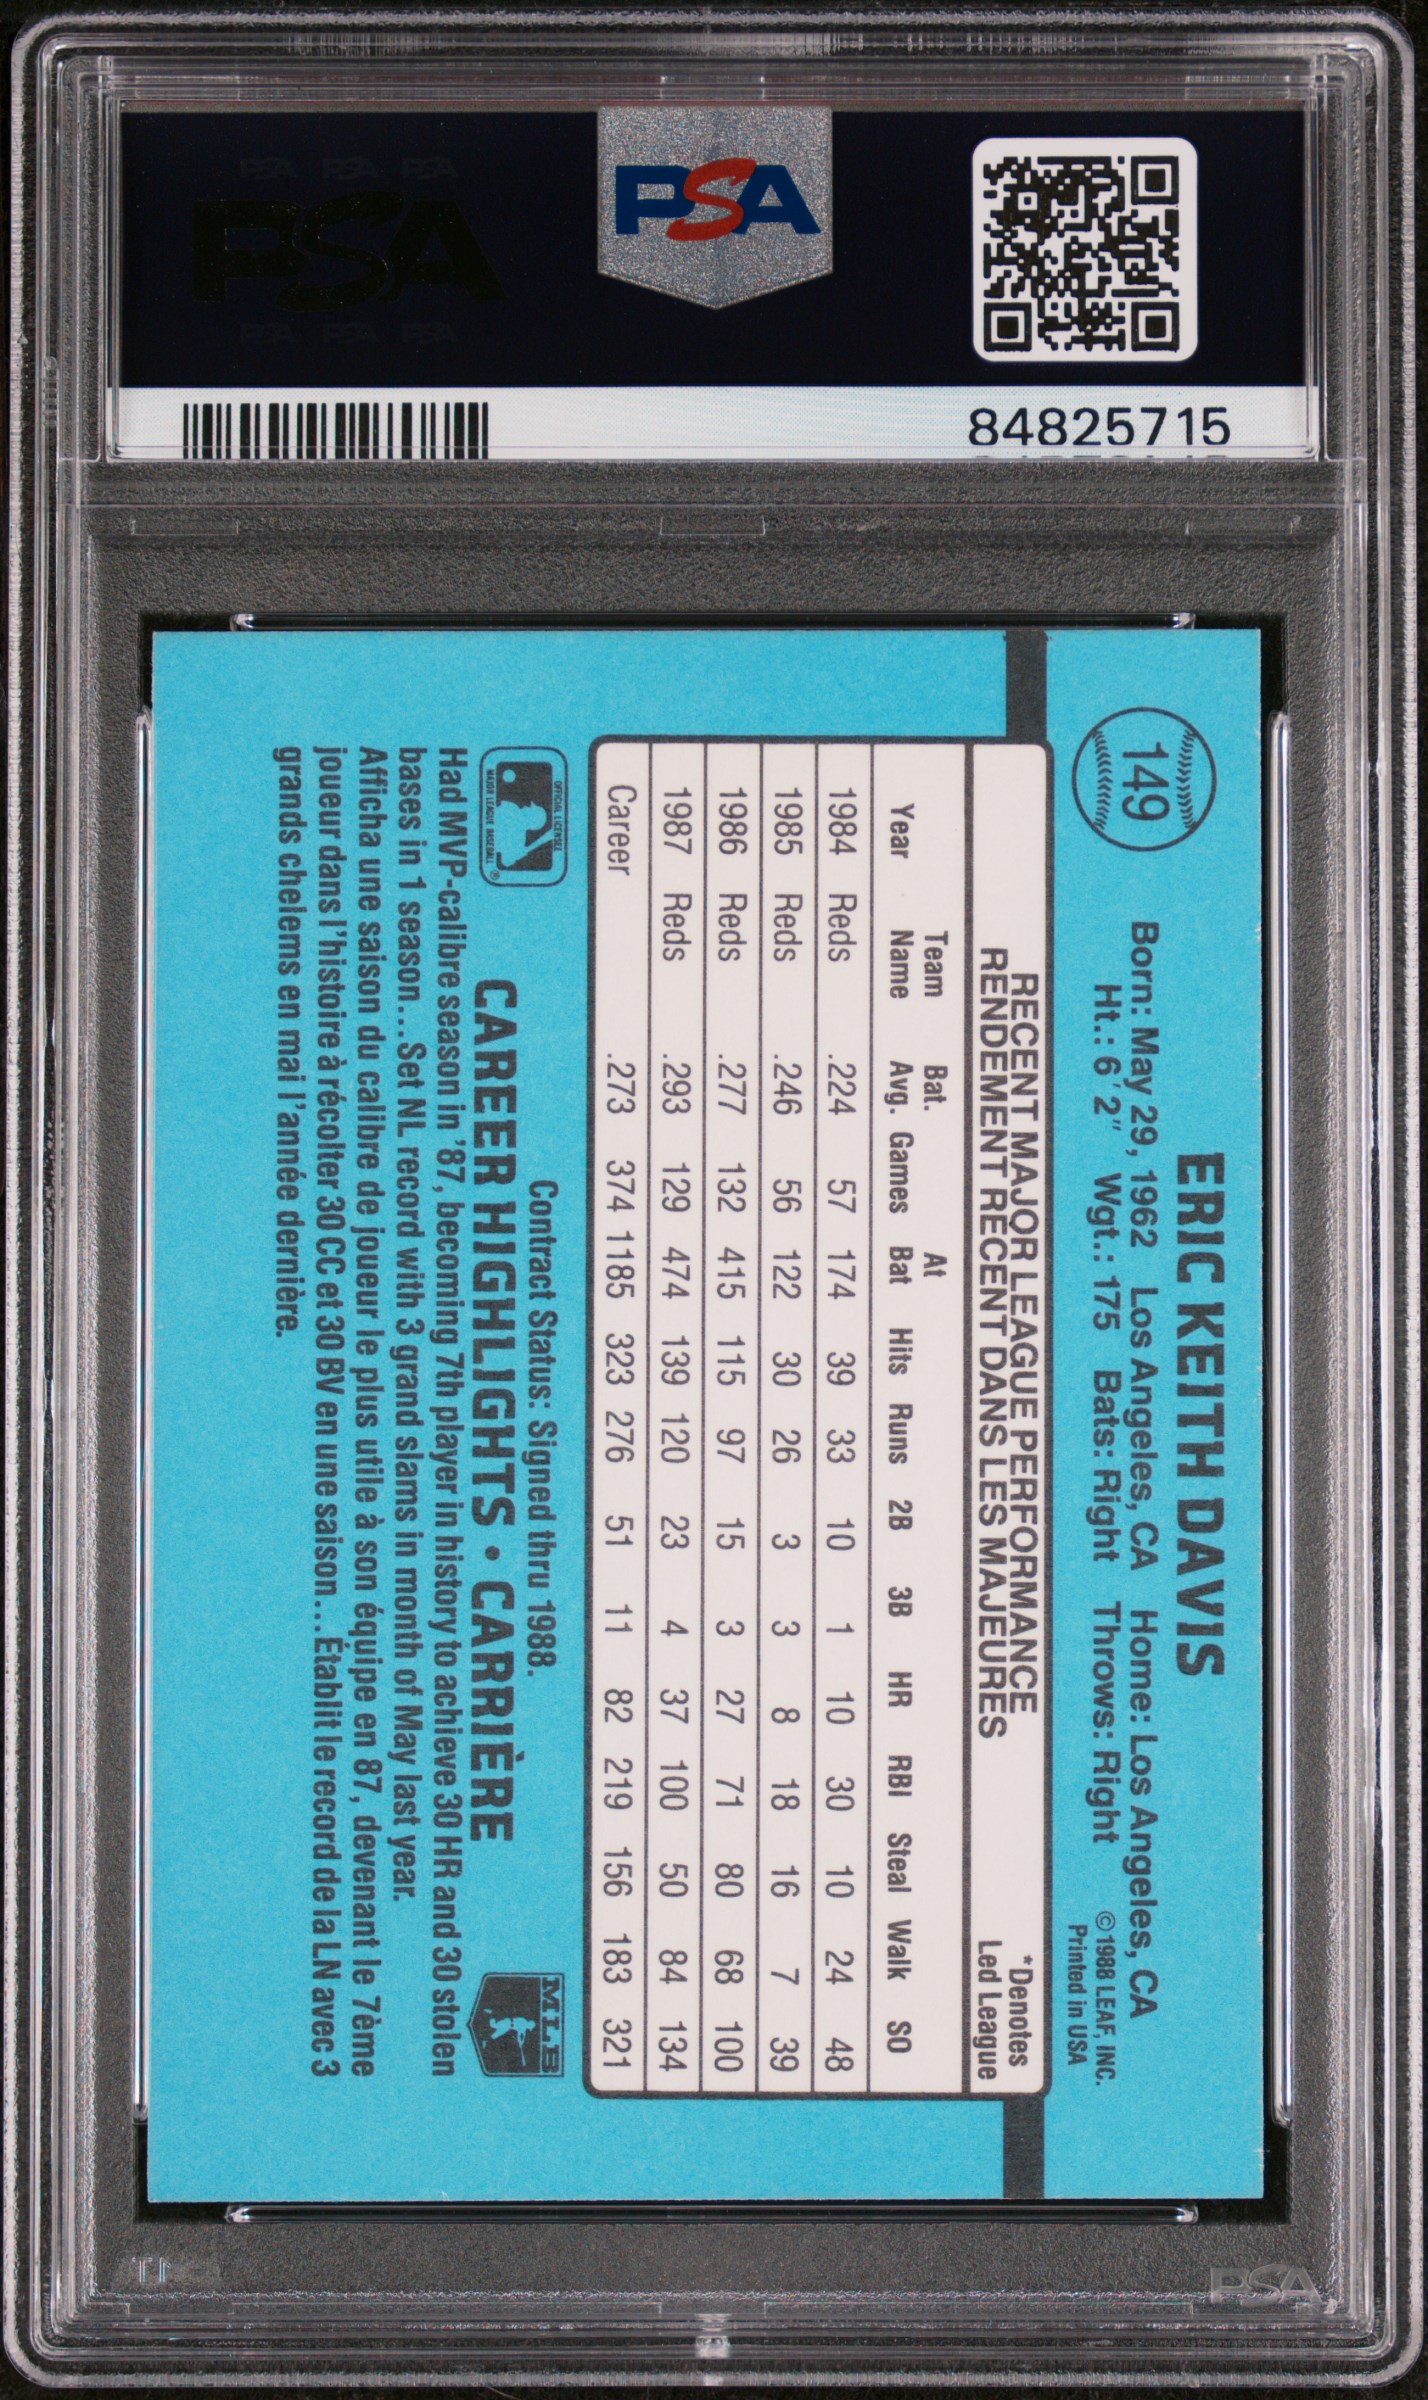 PSA PSA PSA
PSA
PSA PSA PSA
PSA
84825715
149
ERIC KEITH DAVIS
Born: May 29, 1962 Los Angeles, CA Home: Los Angeles, CA
Ht.: 6'2" Wgt.: 175 Bats: Right Throws: Right
© 1988 LEAF, INC.
Printed in USA
RECENT MAJOR LEAGUE PERFORMANCE
RENDEMENT RÉCENT DANS LES MAJEURES
*Denotes
Led League
Year Team Name Bat. Avg. Games At Bat Hits Runs 2B 3B HR RBI Steal Walk SO
1984 Reds .224 57 174 39 33 10 1 10 30 10 24 48
1985 Reds .246 56 122 30 26 3 3 8 18 16 7 39
1986 Reds .277 132 415 115 97 15 3 27 71 80 68 100
1987 Reds .293 129 474 139 120 23 4 37 100 50 84 134
Career .273 374 1185 323 276 51 11 82 219 156 183 321
OFFICIAL LICENSEE
MAJOR LEAGUE BASEBALL ®
Contract Status: Signed thru 1988.
CAREER HIGHLIGHTS • CARRIÈRE
MLB
Had MVP-calibre season in '87, becoming 7th player in history to achieve 30 HR and 30 stolen
bases in 1 season...Set NL record with 3 grand slams in month of May last year.
Afficha une saison du calibre de joueur le plus utile à son équipe en 87, devenant le 7ème
joueur dans l'histoire à récolter 30 CC et 30 BV en une saison...Établit le record de la LN avec 3
grands chelems en mai l'année dernière.
PSA